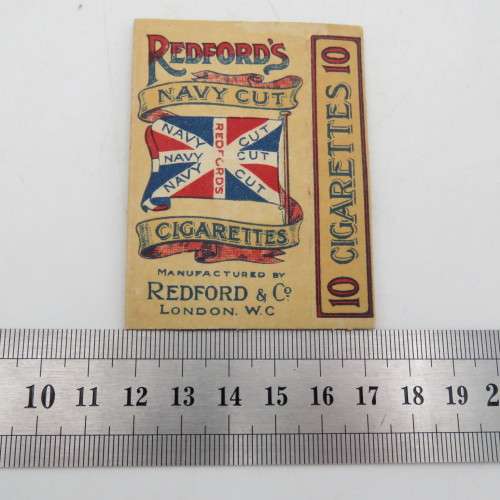 REDFORD'S
NAVY CUT
NAVY CUT
NAVY CUT
NAVY CUT
REDFORDS
CIGARETTES
MANUFACTURED BY
REDFORD & Co
LONDON. W.C
10 CIGARETTES 10
10 11 12 13 14 15 16 17 18 19 2